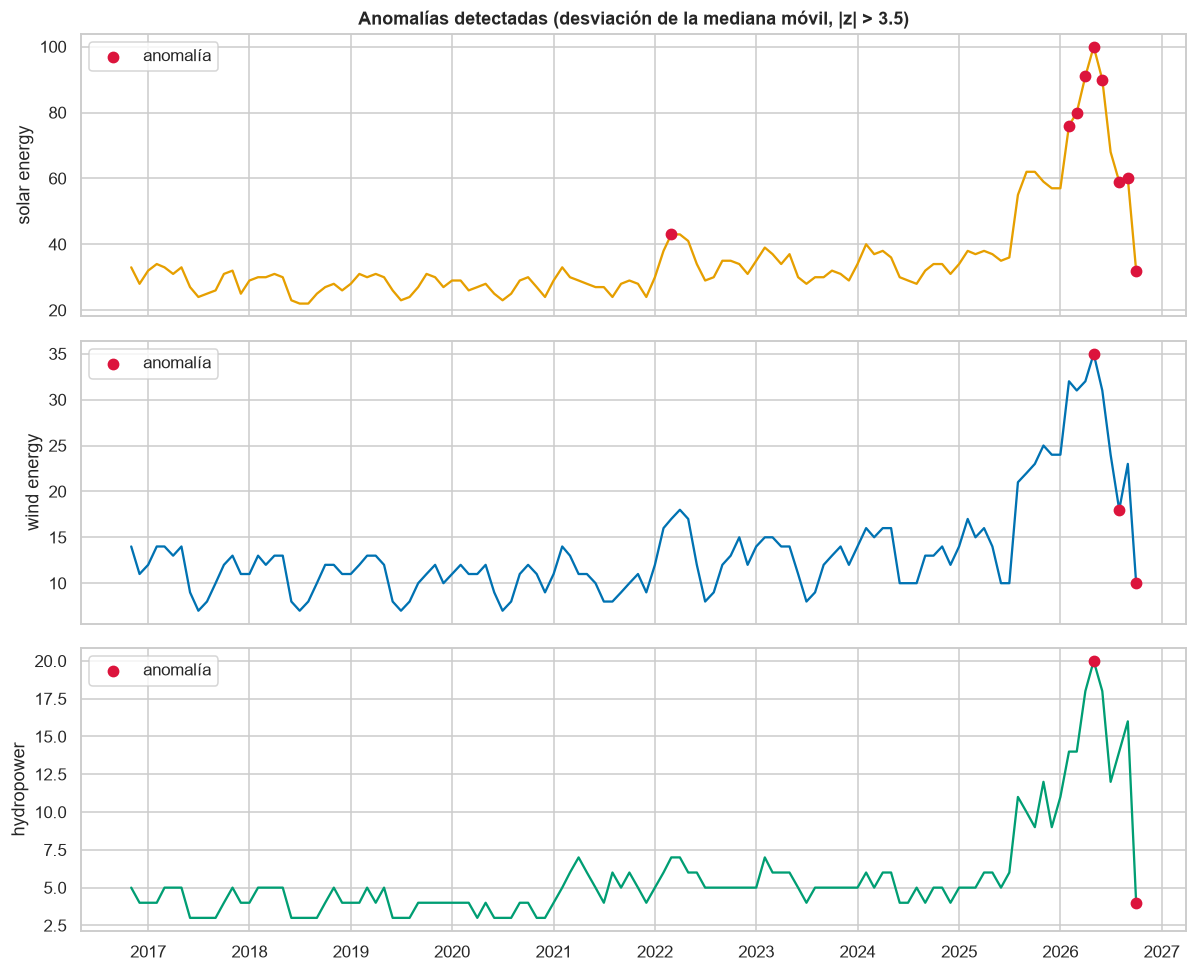 Anomalías detectadas (desviación de la mediana móvil, |z| > 3.5)
anomalía
solar energy
100
80
60
40
20
anomalía
wind energy
35
30
25
20
15
10
anomalía
hydropower
20.0
17.5
15.0
12.5
10.0
7.5
5.0
2.5
2017 2018 2019 2020 2021 2022 2023 2024 2025 2026 2027